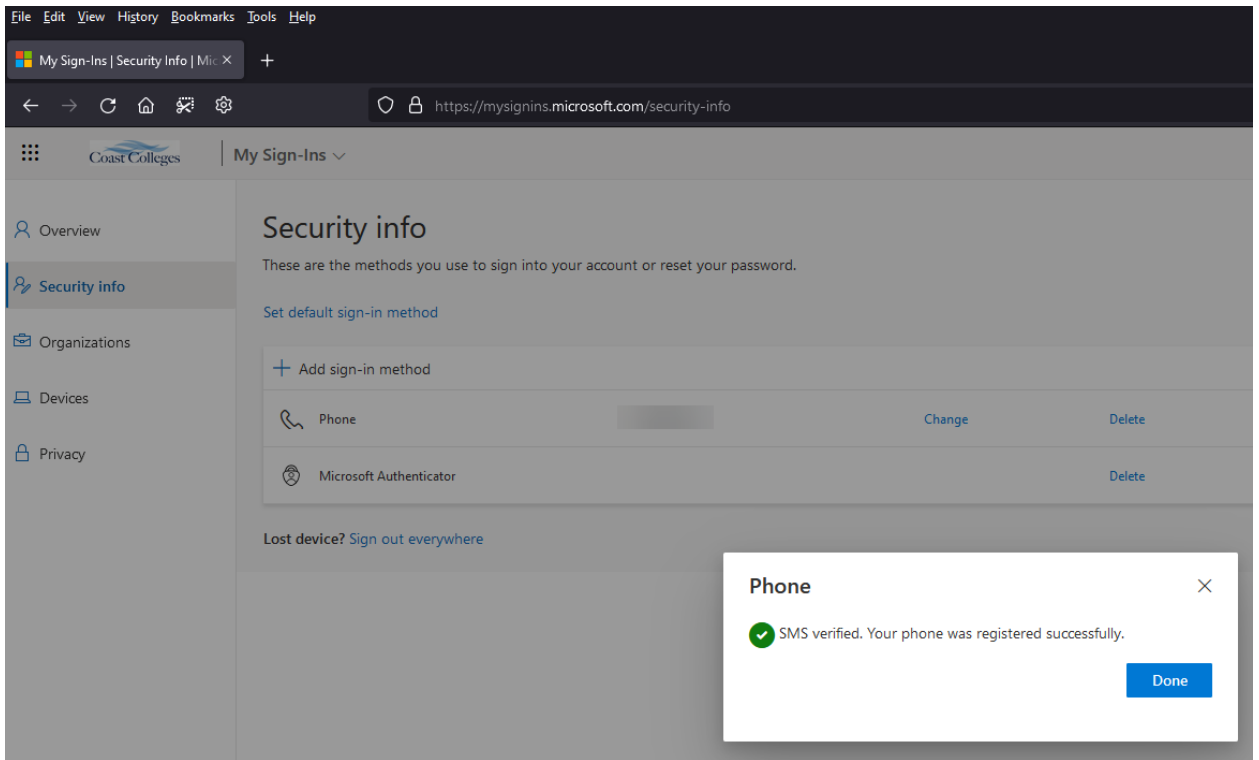 File Edit View History Bookmarks Tools Help
My Sign-Ins | Security Info | Mic
https://mysignins.microsoft.com/security-info
Coast Colleges My Sign-Ins
Overview
Security info
Organizations
Devices
Privacy
Security info
These are the methods you use to sign into your account or reset your password.
Set default sign-in method
Add sign-in method
Phone Change Delete
Microsoft Authenticator Delete
Lost device? Sign out everywhere
Phone
SMS verified. Your phone was registered successfully.
Done